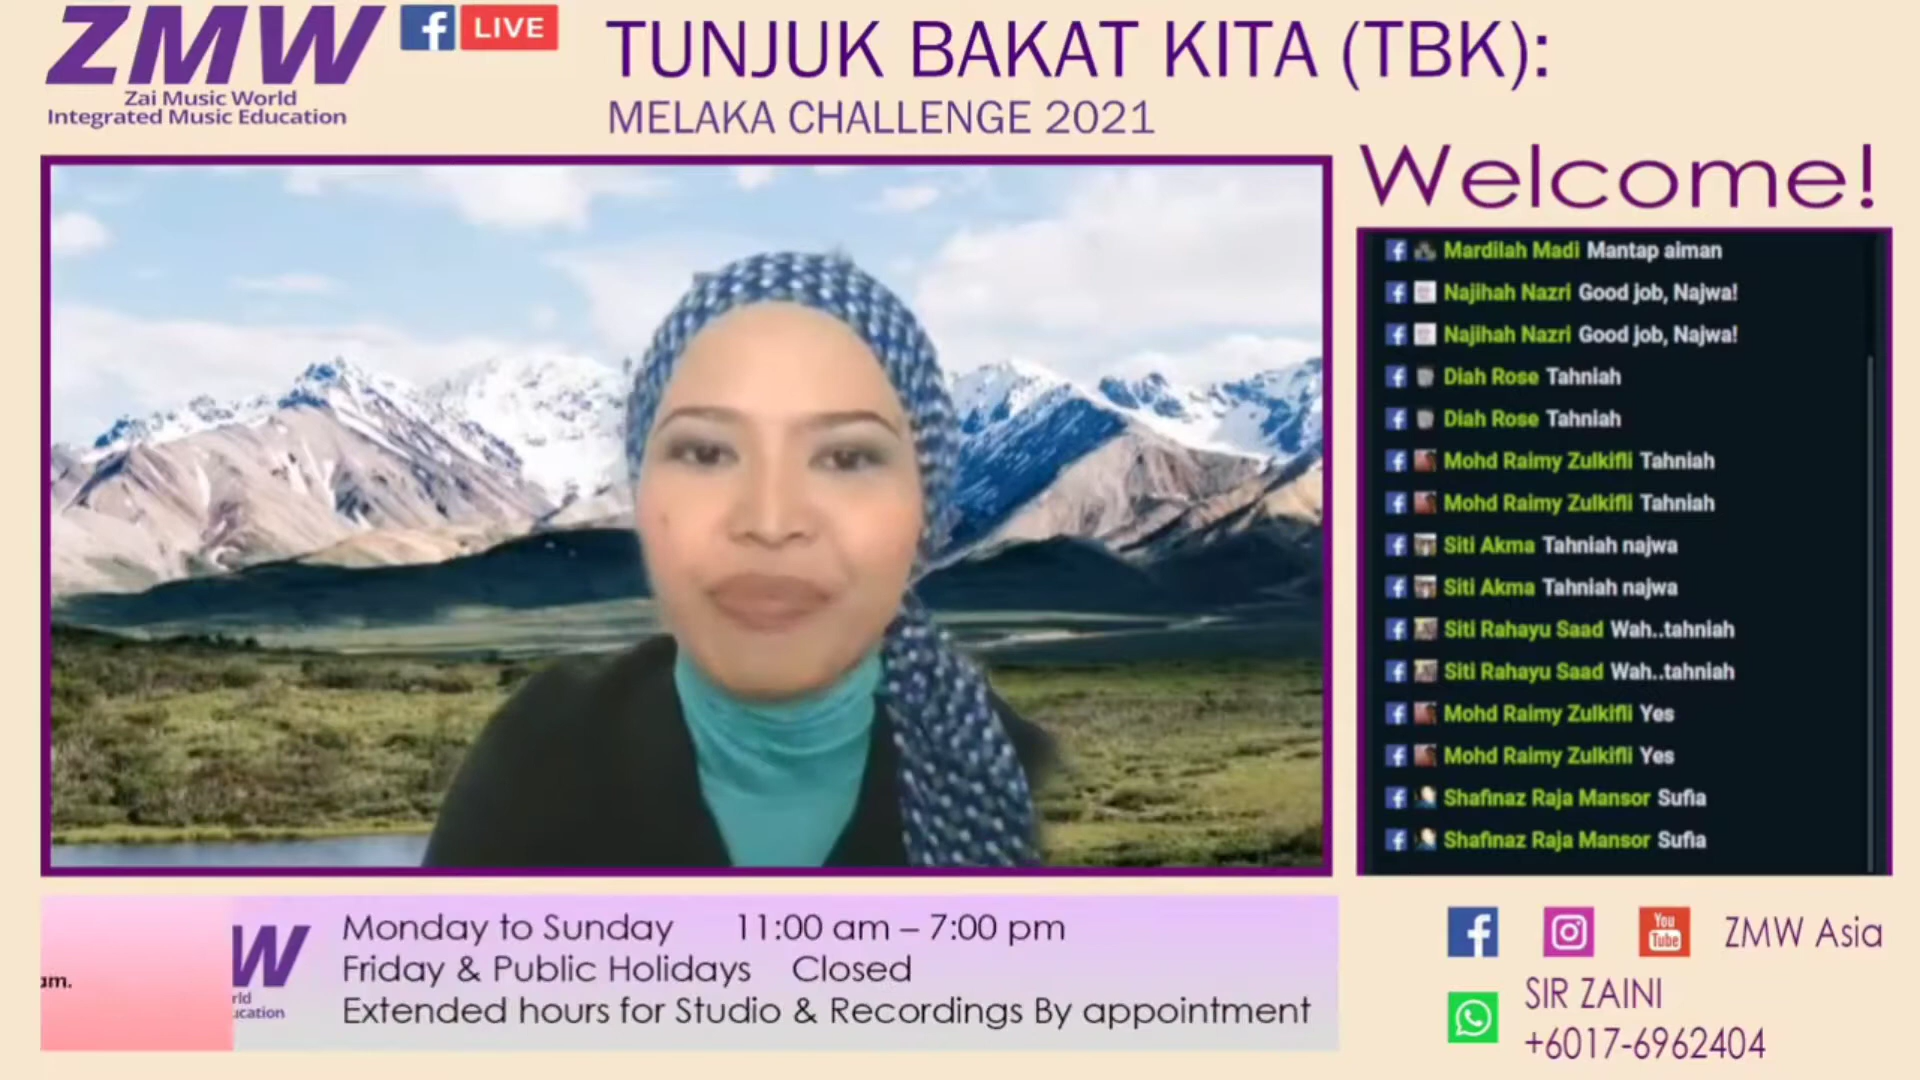 ZMW
Zai Music World
Integrated Music Education
f LIVE
TUNJUK BAKAT KITA (TBK):
MELAKA CHALLENGE 2021
Welcome!
Mardilah Madi Mantap aiman
Najihah Nazri Good job, Najwa!
Najihah Nazri Good job, Najwa!
Diah Rose Tahniah
Diah Rose Tahniah
Mohd Raimy Zulkifli Tahniah
Mohd Raimy Zulkifli Tahniah
Siti Akma Tahniah najwa
Siti Akma Tahniah najwa
Siti Rahayu Saad Wah..tahniah
Siti Rahayu Saad Wah..tahniah
Mohd Raimy Zulkifli Yes
Mohd Raimy Zulkifli Yes
Shafinaz Raja Mansor Sufia
Shafinaz Raja Mansor Sufia
am.
W
rld
ucation
Monday to Sunday 11:00 am – 7:00 pm
Friday & Public Holidays Closed
Extended hours for Studio & Recordings By appointment
f You Tube ZMW Asia
SIR ZAINI
+6017-6962404